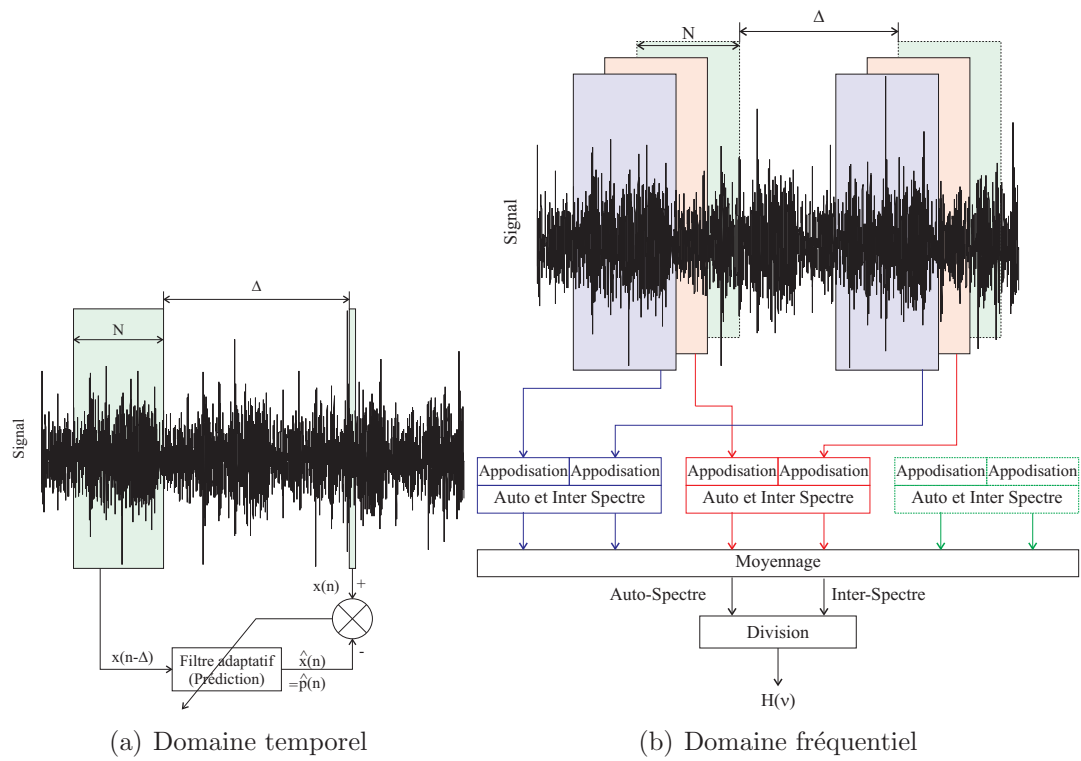 Δ
N
Signal
x(n)
+
-
x(n-Δ)
Filtre adaptatif
(Prédiction)
x̂(n)
=p̂(n)
(a) Domaine temporel
Δ
N
Signal
Appodisation Appodisation
Auto et Inter Spectre
Appodisation Appodisation
Auto et Inter Spectre
Appodisation Appodisation
Auto et Inter Spectre
Moyennage
Auto-Spectre
Inter-Spectre
Division
H(ν)
(b) Domaine fréquentiel